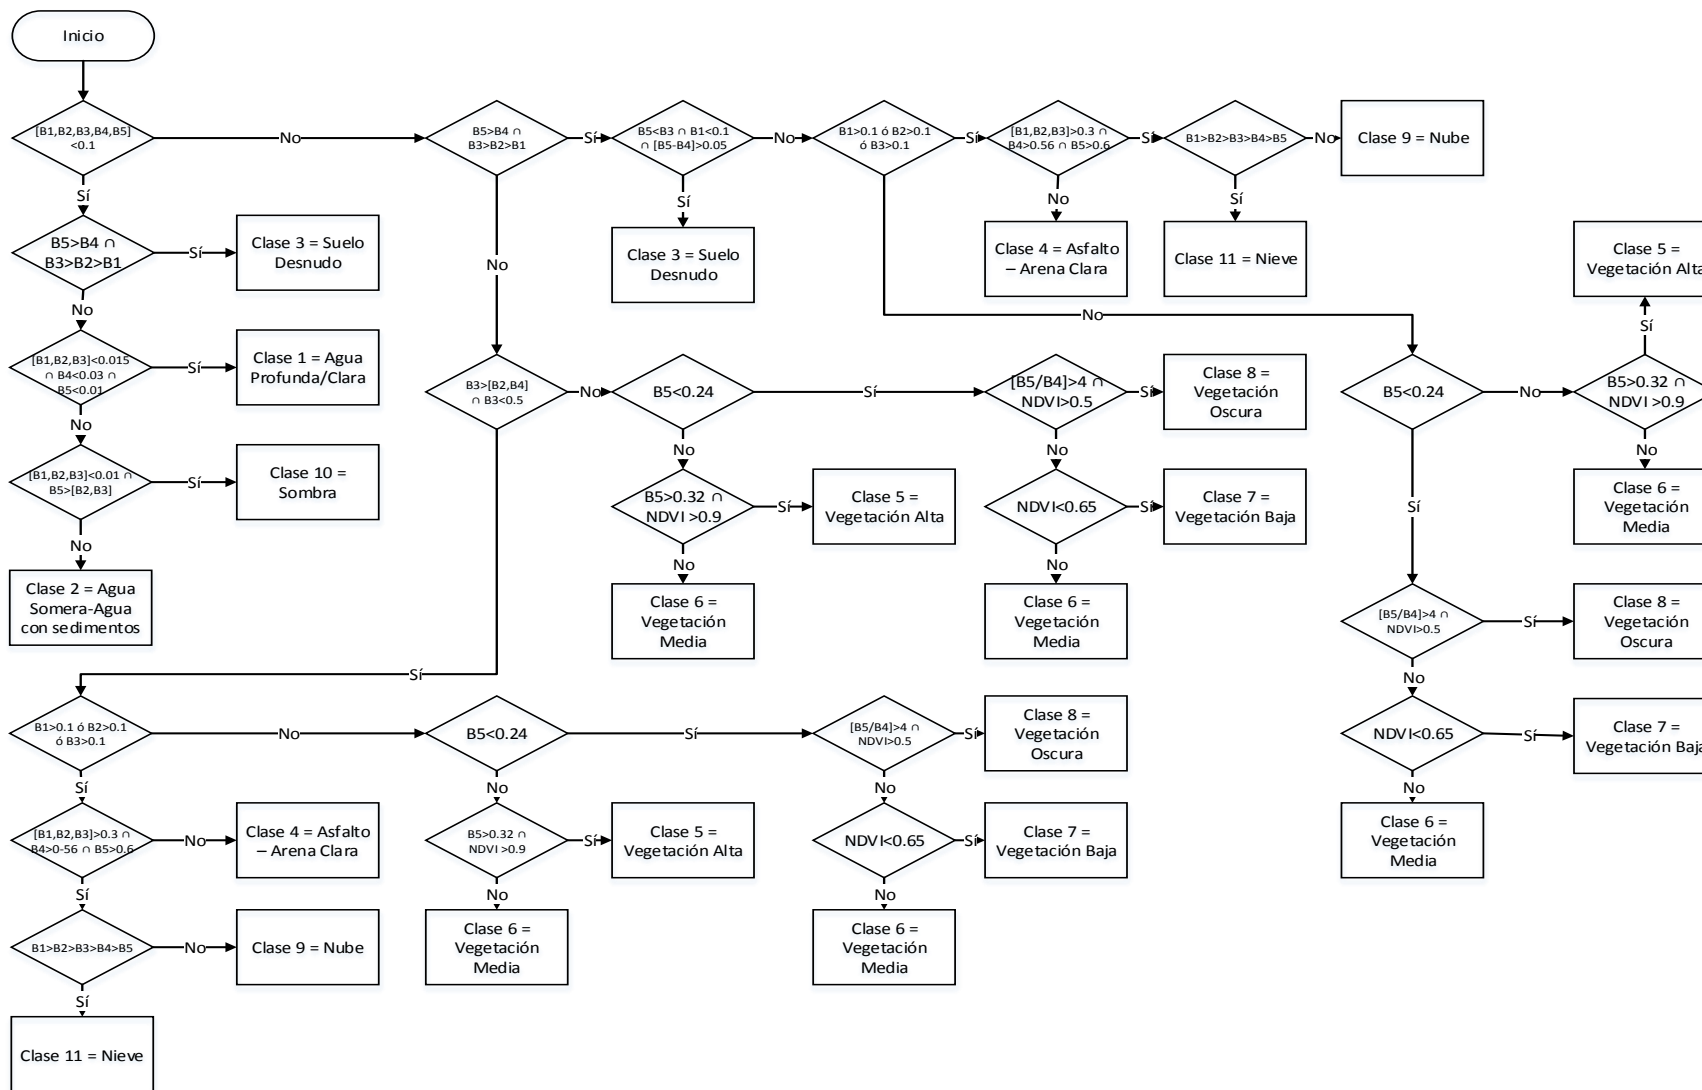 Inicio
[B1,B2,B3,B4,B5]
<0.1
No
B5>B4 ∩
B3>B2>B1
Sí
B5<B3 ∩ B1<0.1
∩ [B5-B4]>0.05
No
B1>0.1 ó B2>0.1
ó B3>0.1
Sí
[B1,B2,B3]>0.3 ∩
B4>0.56 ∩ B5>0.6
Sí
B1>B2>B3>B4>B5
No
Clase 9 = Nube
Sí
Sí
No
Sí
B5>B4 ∩
B3>B2>B1
Sí
Clase 3 = Suelo
Desnudo
No
Clase 3 = Suelo
Desnudo
Clase 4 = Asfalto
– Arena Clara
Clase 11 = Nieve
Clase 5 =
Vegetación Alta
No
No
Sí
[B1,B2,B3]<0.015
∩ B4<0.03 ∩
B5<0.01
Sí
Clase 1 = Agua
Profunda/Clara
B3>[B2,B4]
∩ B3<0.5
No
B5<0.24
Sí
[B5/B4]>4 ∩
NDVI>0.5
Sí
Clase 8 =
Vegetación
Oscura
B5<0.24
No
B5>0.32 ∩
NDVI >0.9
No
No
No
No
[B1,B2,B3]<0.01 ∩
B5>[B2,B3]
Sí
Clase 10 =
Sombra
B5>0.32 ∩
NDVI >0.9
Sí
Clase 5 =
Vegetación Alta
NDVI<0.65
Sí
Clase 7 =
Vegetación Baja
Sí
Clase 6 =
Vegetación
Media
No
No
No
Clase 2 = Agua
Somera-Agua
con sedimentos
Clase 6 =
Vegetación
Media
Clase 6 =
Vegetación
Media
[B5/B4]>4 ∩
NDVI>0.5
Sí
Clase 8 =
Vegetación
Oscura
Sí
No
B1>0.1 ó B2>0.1
ó B3>0.1
No
B5<0.24
Sí
[B5/B4]>4 ∩
NDVI>0.5
Sí
Clase 8 =
Vegetación
Oscura
NDVI<0.65
Sí
Clase 7 =
Vegetación Baja
Sí
No
No
No
[B1,B2,B3]>0.3 ∩
B4>0-56 ∩ B5>0.6
No
Clase 4 = Asfalto
– Arena Clara
B5>0.32 ∩
NDVI >0.9
Sí
Clase 5 =
Vegetación Alta
NDVI<0.65
Sí
Clase 7 =
Vegetación Baja
Clase 6 =
Vegetación
Media
Sí
No
No
B1>B2>B3>B4>B5
No
Clase 9 = Nube
Clase 6 =
Vegetación
Media
Clase 6 =
Vegetación
Media
Sí
Clase 11 = Nieve